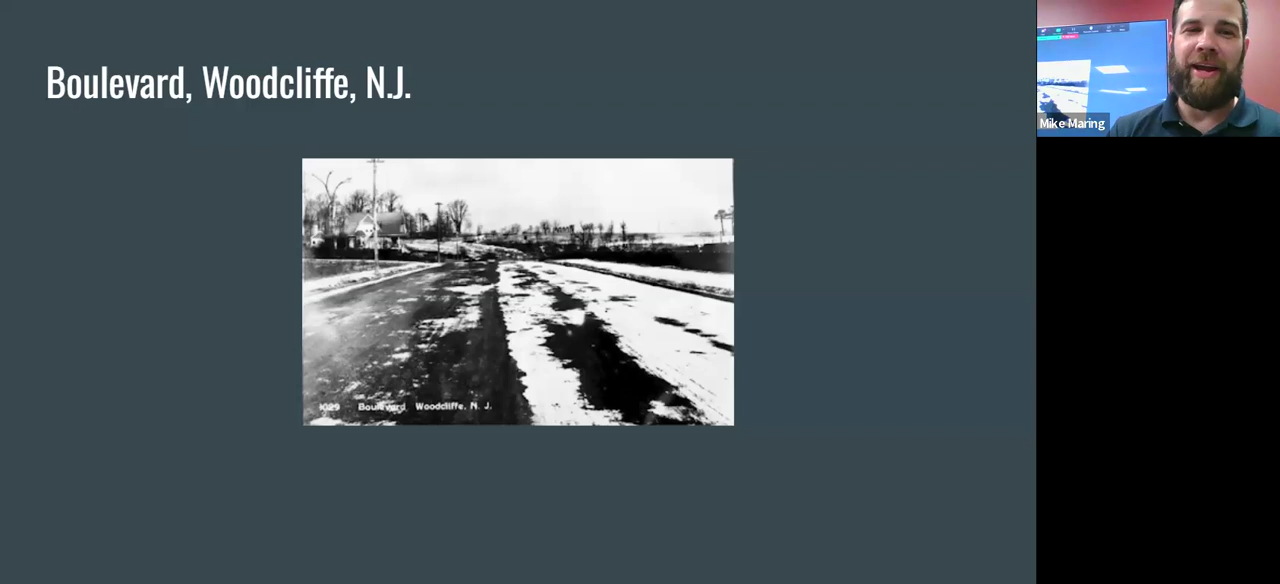 Boulevard, Woodcliffe, N.J.
Mike Maring
1029 Boulevard, Woodcliffe, N. J.